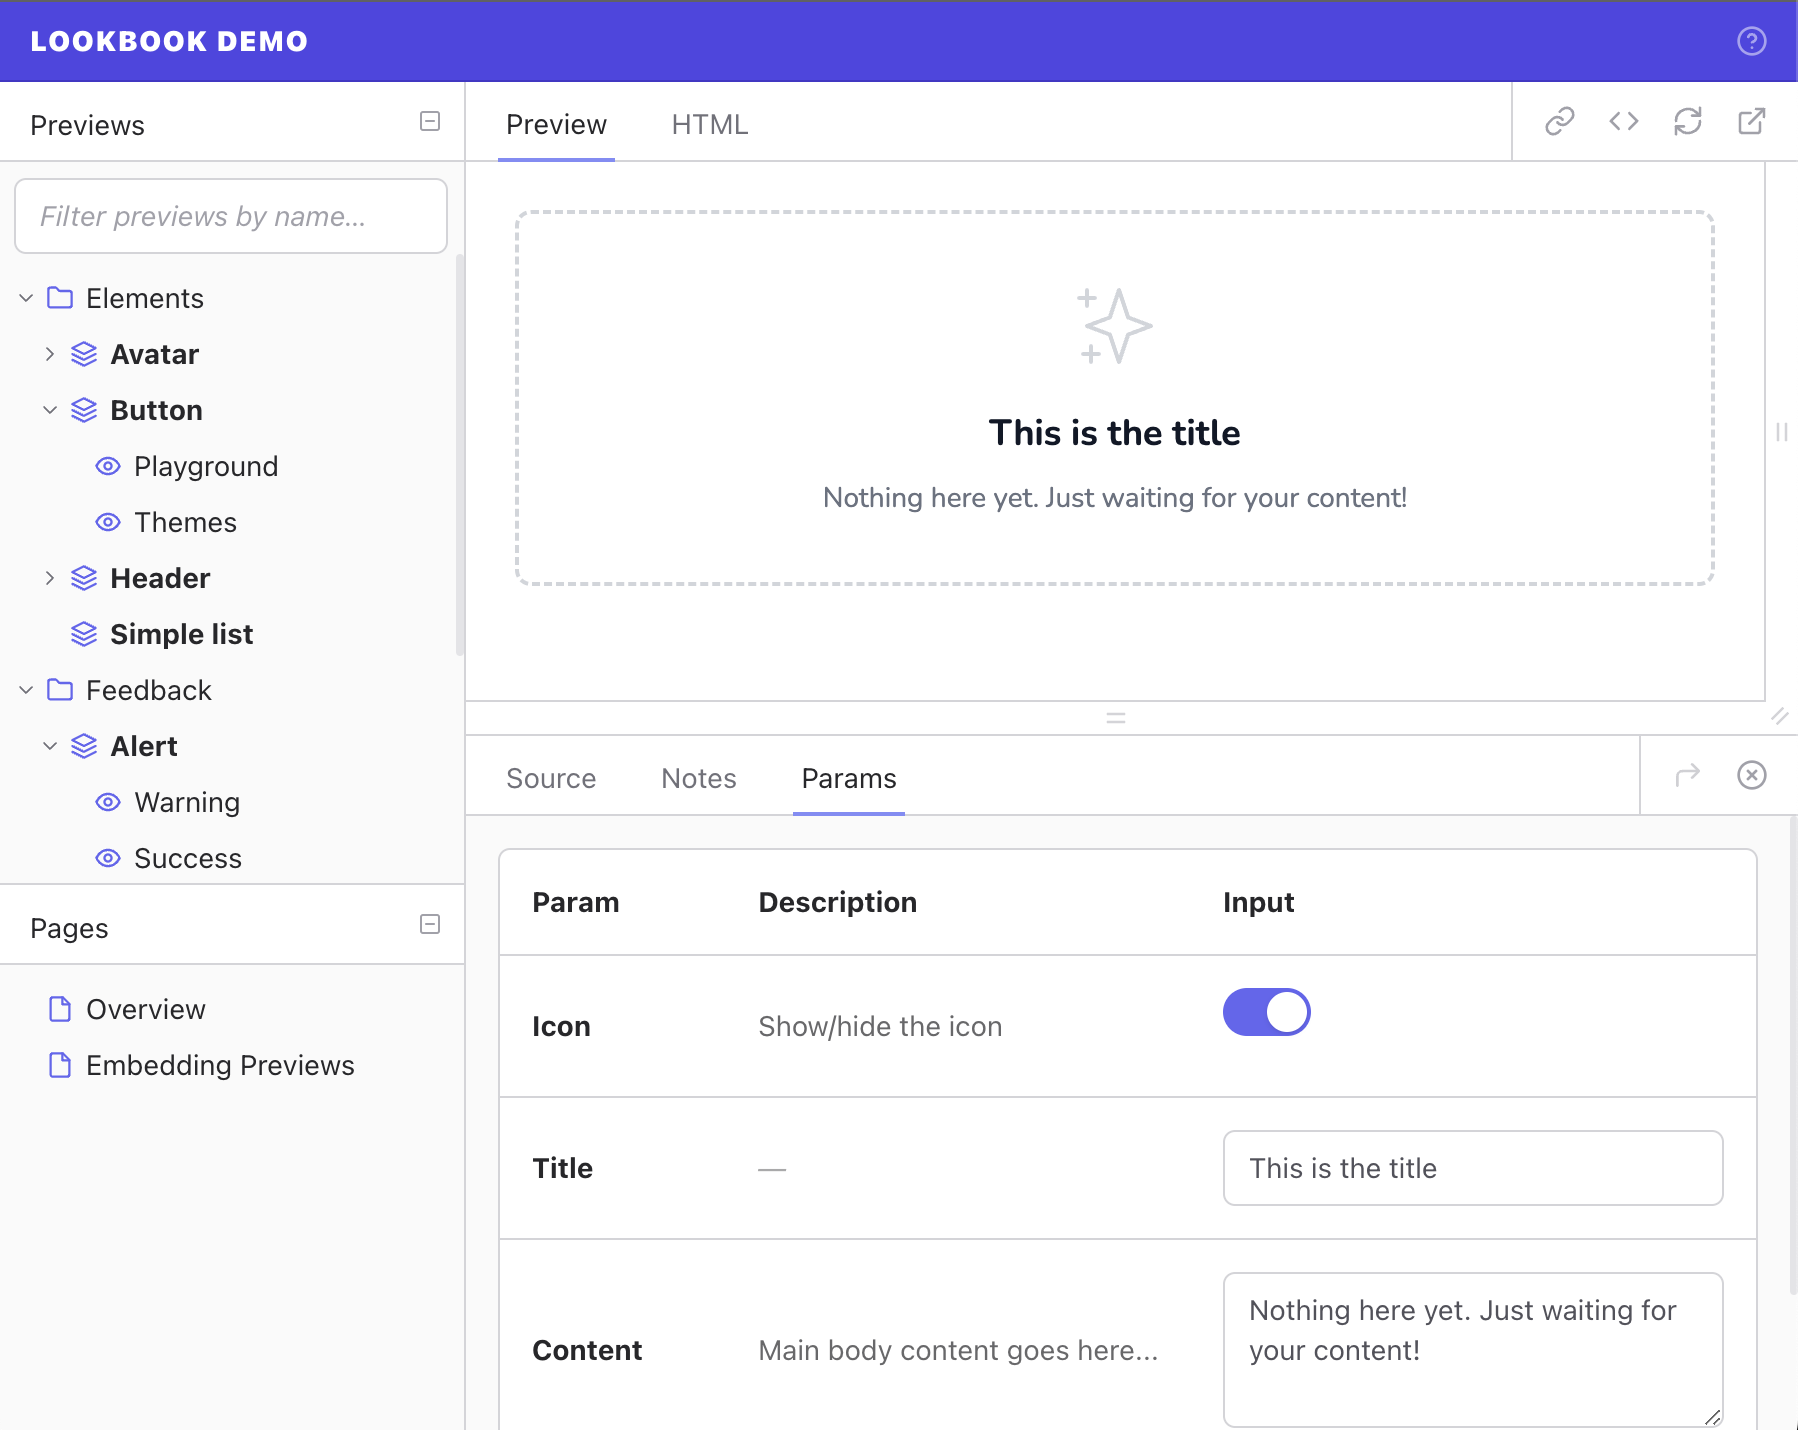 LOOKBOOK DEMO
Previews
Filter previews by name...
Elements
Avatar
Button
Playground
Themes
Header
Simple list
Feedback
Alert
Warning
Success
Pages
Overview
Embedding Previews
Preview
HTML
This is the title
Nothing here yet. Just waiting for your content!
Source
Notes
Params
Param Description Input
Icon Show/hide the icon
Title — This is the title
Content Main body content goes here... Nothing here yet. Just waiting for
your content!